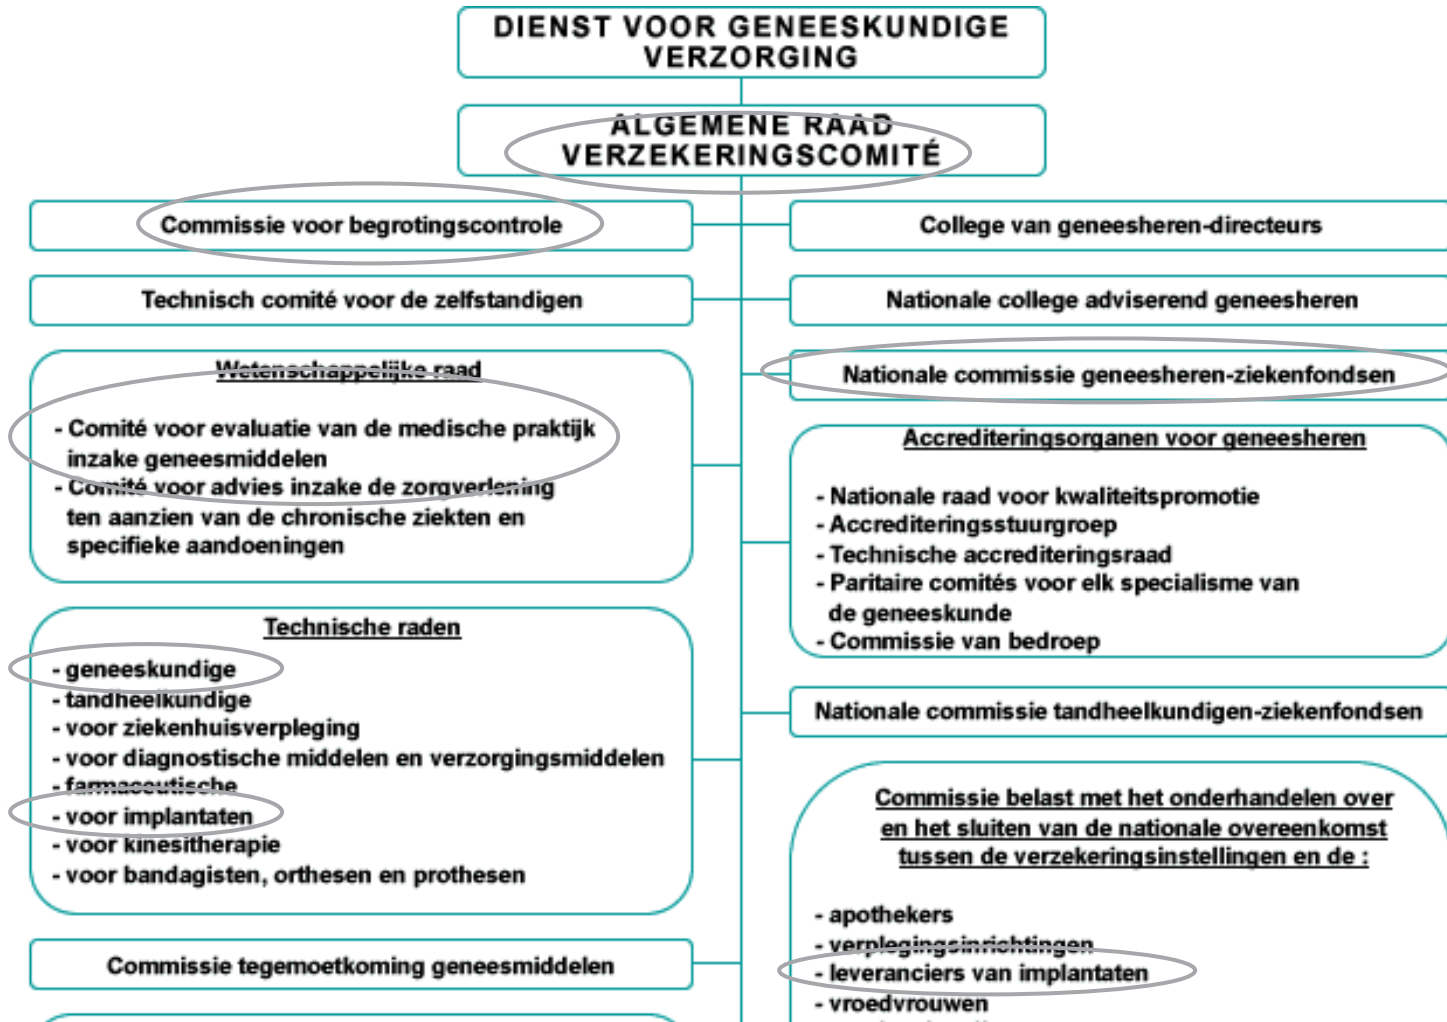 DIENST VOOR GENEESKUNDIGE
VERZORGING
ALGEMENE RAAD
VERZEKERINGSCOMITÉ
Commissie voor begrotingscontrole
Technisch comité voor de zelfstandigen
Wetenschappelijke raad
- Comité voor evaluatie van de medische praktijk
inzake geneesmiddelen
- Comité voor advies inzake de zorgverlening
ten aanzien van de chronische ziekten en
specifieke aandoeningen
Technische raden
- geneeskundige
- tandheelkundige
- voor ziekenhuisverpleging
- voor diagnostische middelen en verzorgingsmiddelen
- farmaceutische
- voor implantaten
- voor kinesitherapie
- voor bandagisten, orthesen en prothesen
Commissie tegemoetkoming geneesmiddelen
College van geneesheren-directeurs
Nationale college adviserend geneesheren
Nationale commissie geneesheren-ziekenfondsen
Accrediteringsorganen voor geneesheren
- Nationale raad voor kwaliteitspromotie
- Accrediteringsstuurgroep
- Technische accrediteringsraad
- Paritaire comités voor elk specialisme van
de geneeskunde
- Commissie van bedroep
Nationale commissie tandheelkundigen-ziekenfondsen
Commissie belast met het onderhandelen over
en het sluiten van de nationale overeenkomst
tussen de verzekeringsinstellingen en de :
- apothekers
- verplegingsinrichtingen
- leveranciers van implantaten
- vroedvrouwen